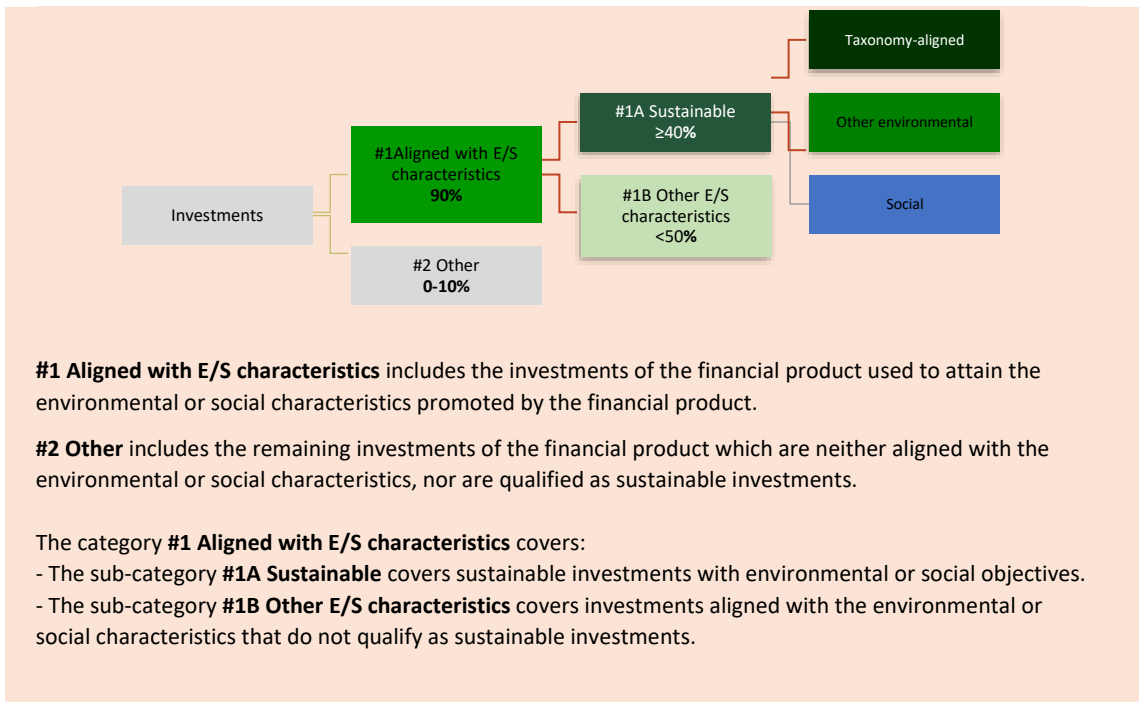 Taxonomy-aligned
#1A Sustainable
≥40%
Other environmental
#1Aligned with E/S
characteristics
90%
#1B Other E/S
characteristics
<50%
Investments
Social
#2 Other
0-10%
#1 Aligned with E/S characteristics includes the investments of the financial product used to attain the
environmental or social characteristics promoted by the financial product.
#2 Other includes the remaining investments of the financial product which are neither aligned with the
environmental or social characteristics, nor are qualified as sustainable investments.
The category #1 Aligned with E/S characteristics covers:
- The sub-category #1A Sustainable covers sustainable investments with environmental or social objectives.
- The sub-category #1B Other E/S characteristics covers investments aligned with the environmental or
social characteristics that do not qualify as sustainable investments.